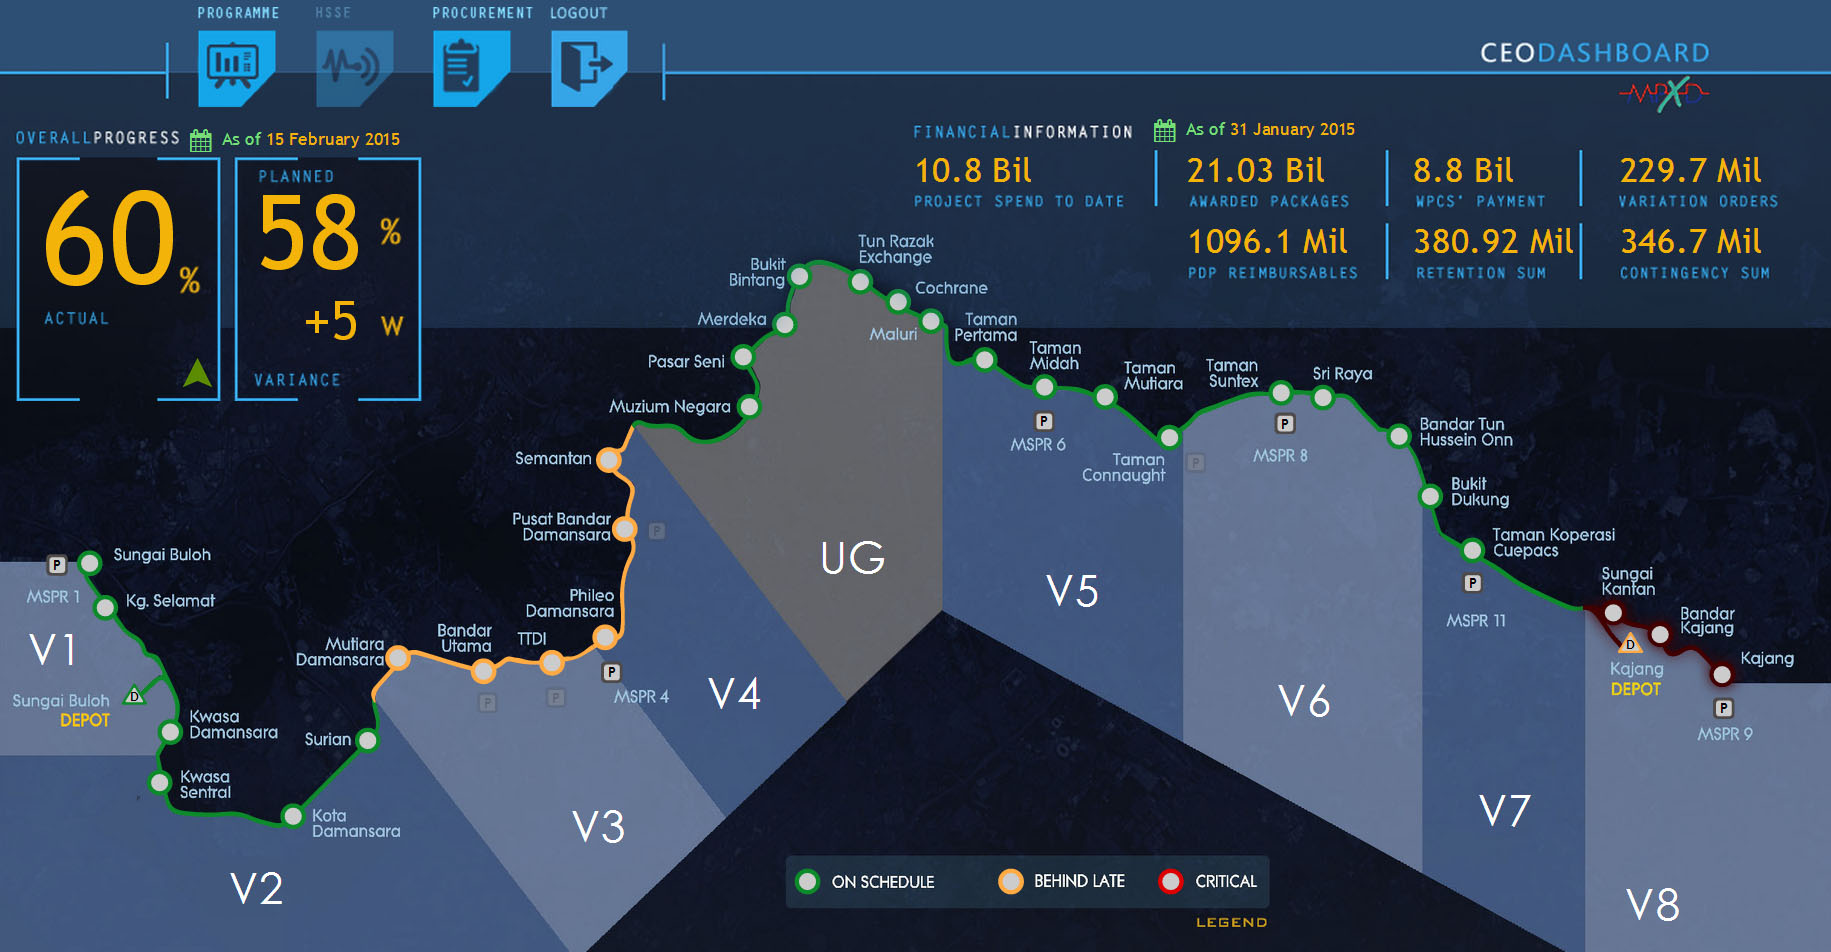 PROGRAMME
HSSE
PROCUREMENT
LOGOUT
CEODASHBOARD
MPXD
OVERALLPROGRESS As of 15 February 2015
60%
ACTUAL
PLANNED
58 %
+5 W
VARIANCE
FINANCIALINFORMATION As of 31 January 2015
10.8 Bil
PROJECT SPEND TO DATE
21.03 Bil
AWARDED PACKAGES
8.8 Bil
WPCS' PAYMENT
229.7 Mil
VARIATION ORDERS
1096.1 Mil
PDP REIMBURSABLES
380.92 Mil
RETENTION SUM
346.7 Mil
CONTINGENCY SUM
P
Sungai Buloh
MSPR 1
Kg. Selamat
V1
Sungai Buloh
DEPOT
D
Kwasa
Damansara
Kwasa
Sentral
Kota
Damansara
V2
Surian
Mutiara
Damansara
Bandar
Utama
P
TTDI
P
Phileo
Damansara
P
MSPR 4
V3
Pusat Bandar
Damansara
P
Semantan
V4
Muzium Negara
Pasar Seni
Merdeka
Bukit
Bintang
Tun Razak
Exchange
Cochrane
Maluri
UG
Taman
Pertama
Taman
Midah
P
MSPR 6
Taman
Mutiara
Taman
Connaught
P
V5
Taman
Suntex
P
MSPR 8
Sri Raya
V6
Bandar Tun
Hussein Onn
Bukit
Dukung
Taman Koperasi
Cuepacs
P
MSPR 11
V7
Sungai
Kantan
Bandar
Kajang
D
Kajang
DEPOT
Kajang
P
MSPR 9
V8
ON SCHEDULE
BEHIND LATE
CRITICAL
LEGEND